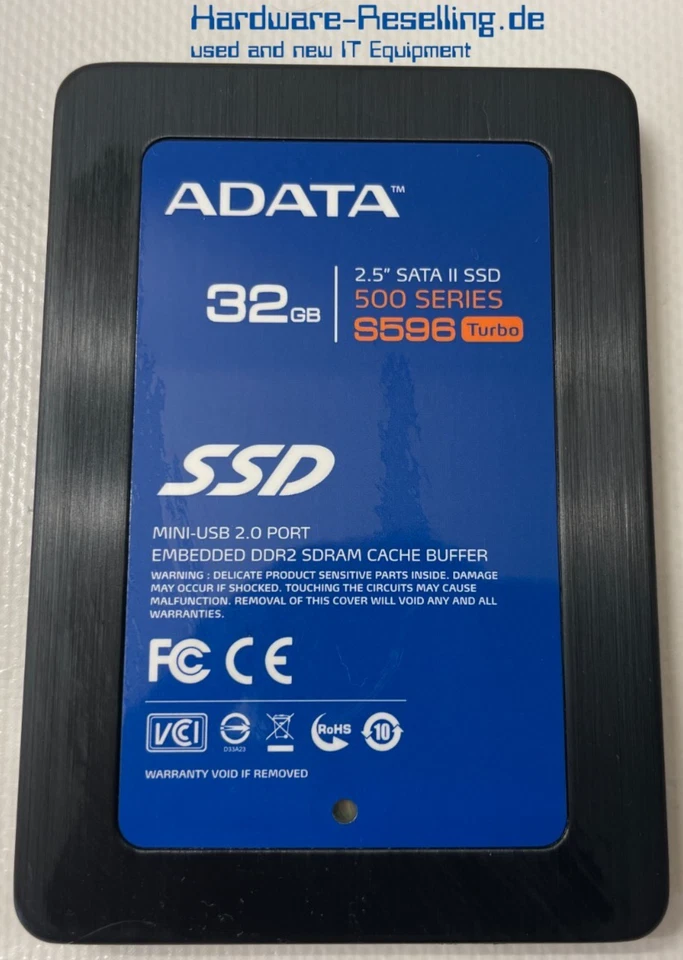 Hardware-Reselling.de
used and new IT Equipment
ADATA™
32GB
2.5" SATA II SSD
500 SERIES
S596 Turbo
SSD
MINI-USB 2.0 PORT
EMBEDDED DDR2 SDRAM CACHE BUFFER
WARNING : DELICATE PRODUCT SENSITIVE PARTS INSIDE. DAMAGE
MAY OCCUR IF SHOCKED. TOUCHING THE CIRCUITS MAY CAUSE
MALFUNCTION. REMOVAL OF THIS COVER WILL VOID ANY AND ALL
WARRANTIES.
FC CE
VCI D33A23 RoHS 10
WARRANTY VOID IF REMOVED